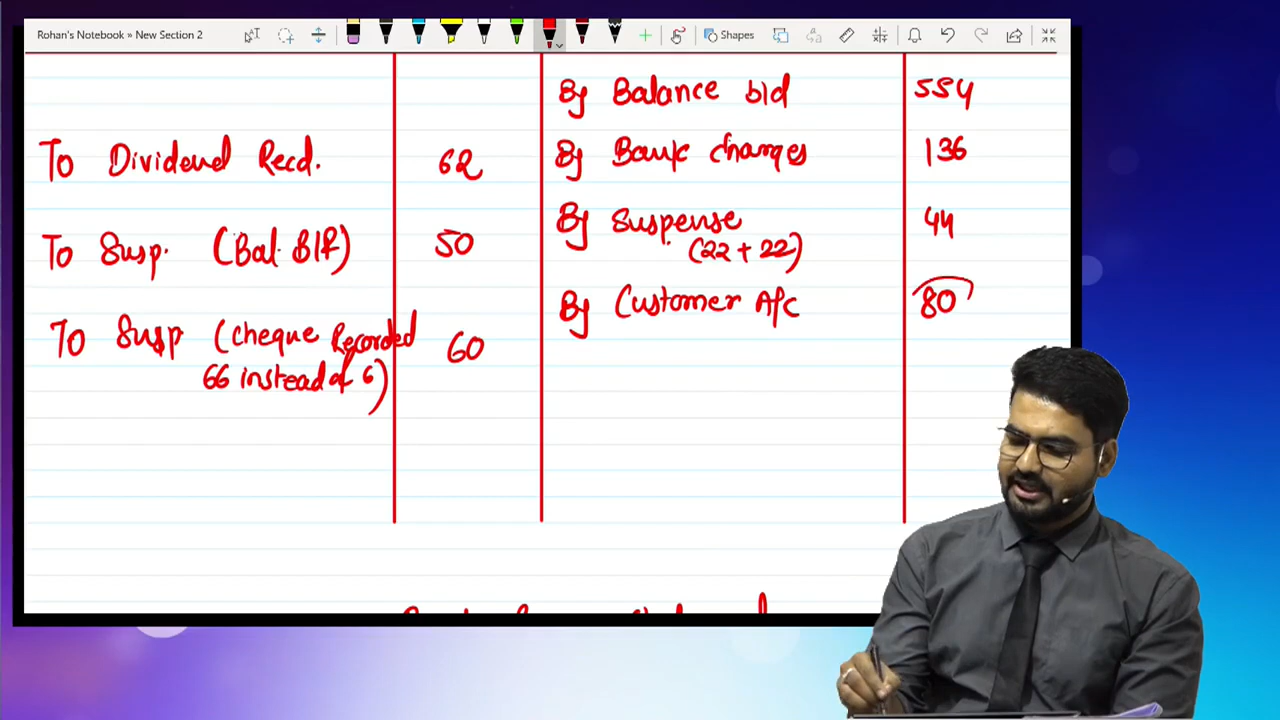 Rohan's Notebook » New Section 2
Shapes
By Balance b/d 554
To Dividend Recd. 62
By Bank charges 136
To Susp. (Bal. B/F) 50
By Suspense 44
(22 + 22)
By Customer A/c 80
To Susp (cheque Recorded 60
66 instead of 6)